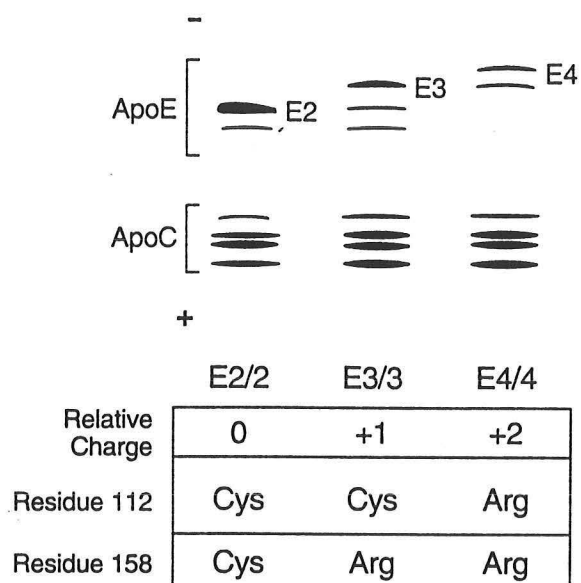 -
E4
E3
ApoE
E2
ApoC
+
E2/2 E3/3 E4/4
Relative
Charge
0 +1 +2
Residue 112 Cys Cys Arg
Residue 158 Cys Arg Arg